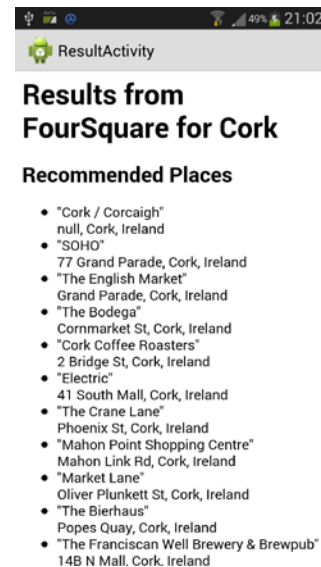 49% 21:02
ResultActivity
Results from
FourSquare for Cork
Recommended Places
• "Cork / Corcaigh"
null, Cork, Ireland
• "SOHO"
77 Grand Parade, Cork, Ireland
• "The English Market"
Grand Parade, Cork, Ireland
• "The Bodega"
Cornmarket St, Cork, Ireland
• "Cork Coffee Roasters"
2 Bridge St, Cork, Ireland
• "Electric"
41 South Mall, Cork, Ireland
• "The Crane Lane"
Phoenix St, Cork, Ireland
• "Mahon Point Shopping Centre"
Mahon Link Rd, Cork, Ireland
• "Market Lane"
Oliver Plunkett St, Cork, Ireland
• "The Bierhaus"
Popes Quay, Cork, Ireland
• "The Franciscan Well Brewery & Brewpub"
14B N Mall, Cork, Ireland